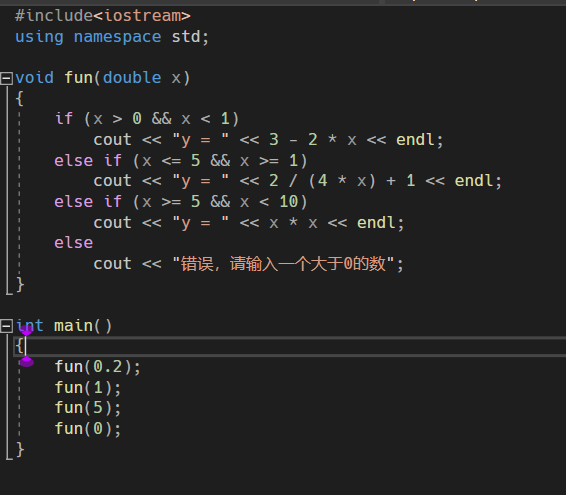 #include<iostream>
using namespace std;
void fun(double x)
{
if (x > 0 && x < 1)
cout << "y = " << 3 - 2 * x << endl;
else if (x <= 5 && x >= 1)
cout << "y = " << 2 / (4 * x) + 1 << endl;
else if (x >= 5 && x < 10)
cout << "y = " << x * x << endl;
else
cout << "错误，请输入一个大于0的数";
}
int main()
{
fun(0.2);
fun(1);
fun(5);
fun(0);
}